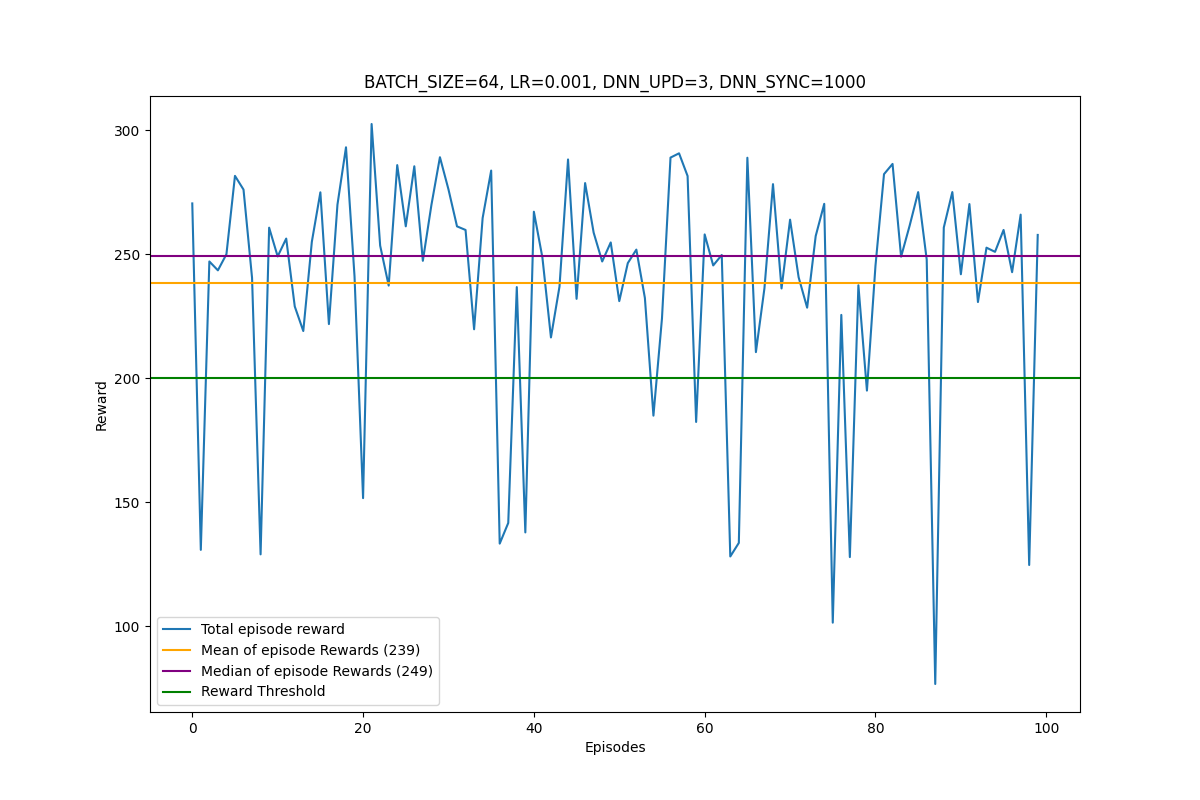 BATCH_SIZE=64, LR=0.001, DNN_UPD=3, DNN_SYNC=1000
300
250
200
150
100
Reward
Total episode reward
Mean of episode Rewards (239)
Median of episode Rewards (249)
Reward Threshold
0 20 40 60 80 100
Episodes